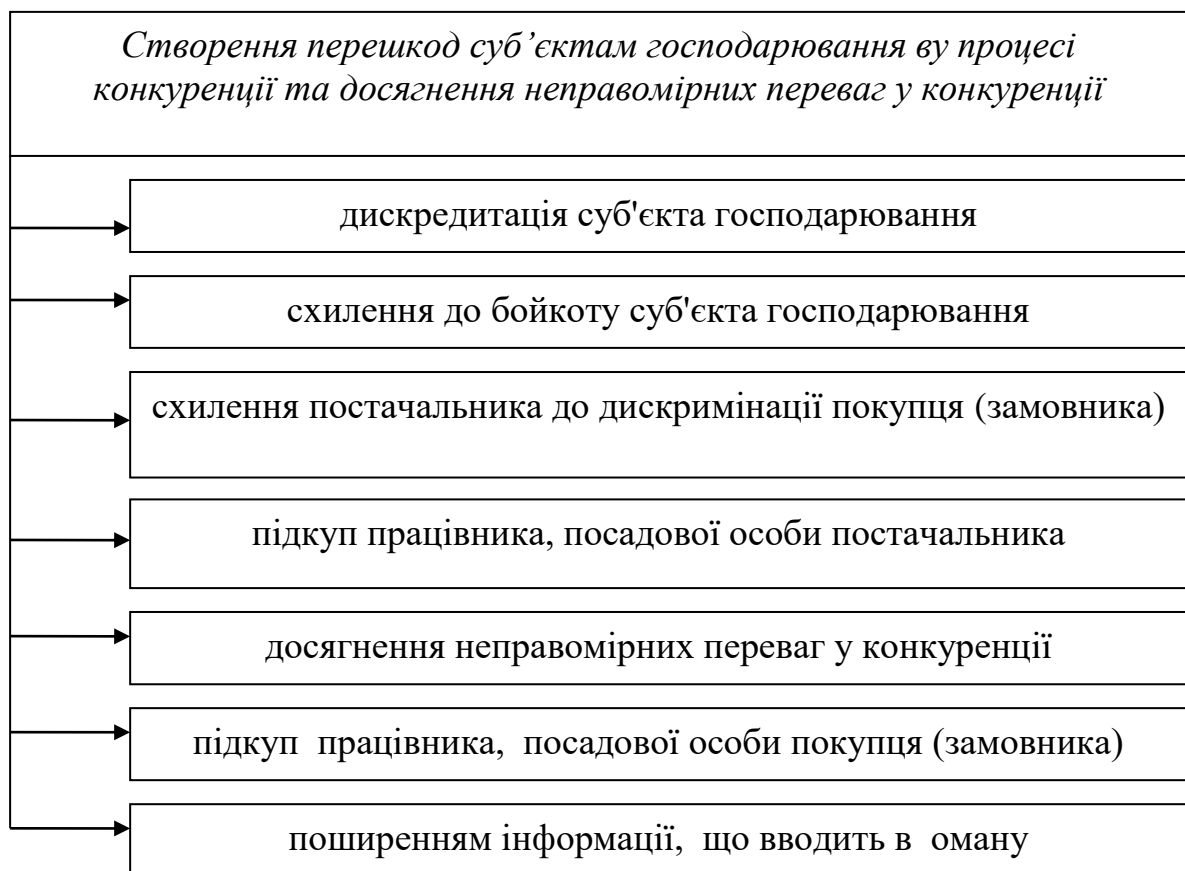 Створення перешкод суб’єктам господарювання ву процесі
конкуренції та досягнення неправомірних переваг у конкуренції
дискредитація суб'єкта господарювання
схилення до бойкоту суб'єкта господарювання
схилення постачальника до дискримінації покупця (замовника)
підкуп працівника, посадової особи постачальника
досягнення неправомірних переваг у конкуренції
підкуп працівника, посадової особи покупця (замовника)
поширенням інформації, що вводить в оману